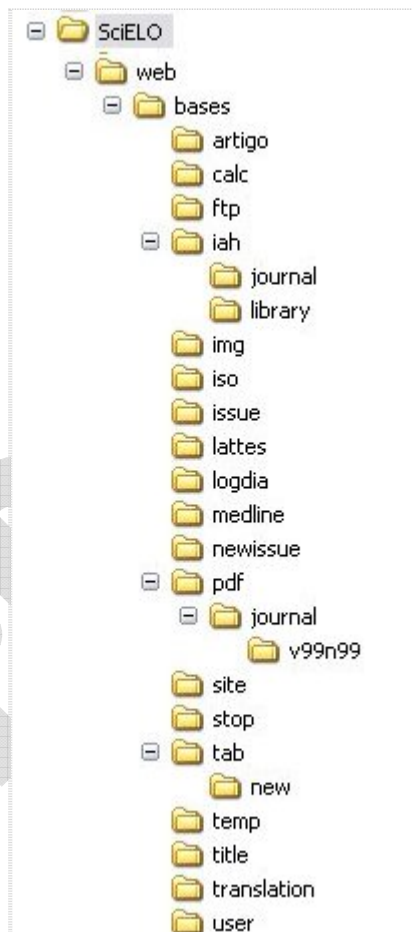 SciELO
web
bases
artigo
calc
ftp
iah
journal
library
img
iso
issue
lattes
logdia
medline
newissue
pdf
journal
v99n99
site
stop
tab
new
temp
title
translation
user